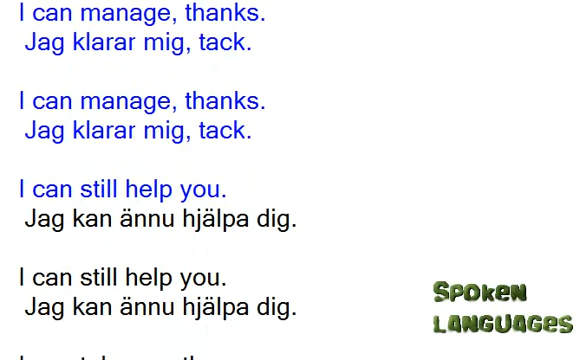 I can manage, thanks.
Jag klarar mig, tack.
I can manage, thanks.
Jag klarar mig, tack.
I can still help you.
Jag kan ännu hjälpa dig.
I can still help you.
Jag kan ännu hjälpa dig.
Spoken
Languages